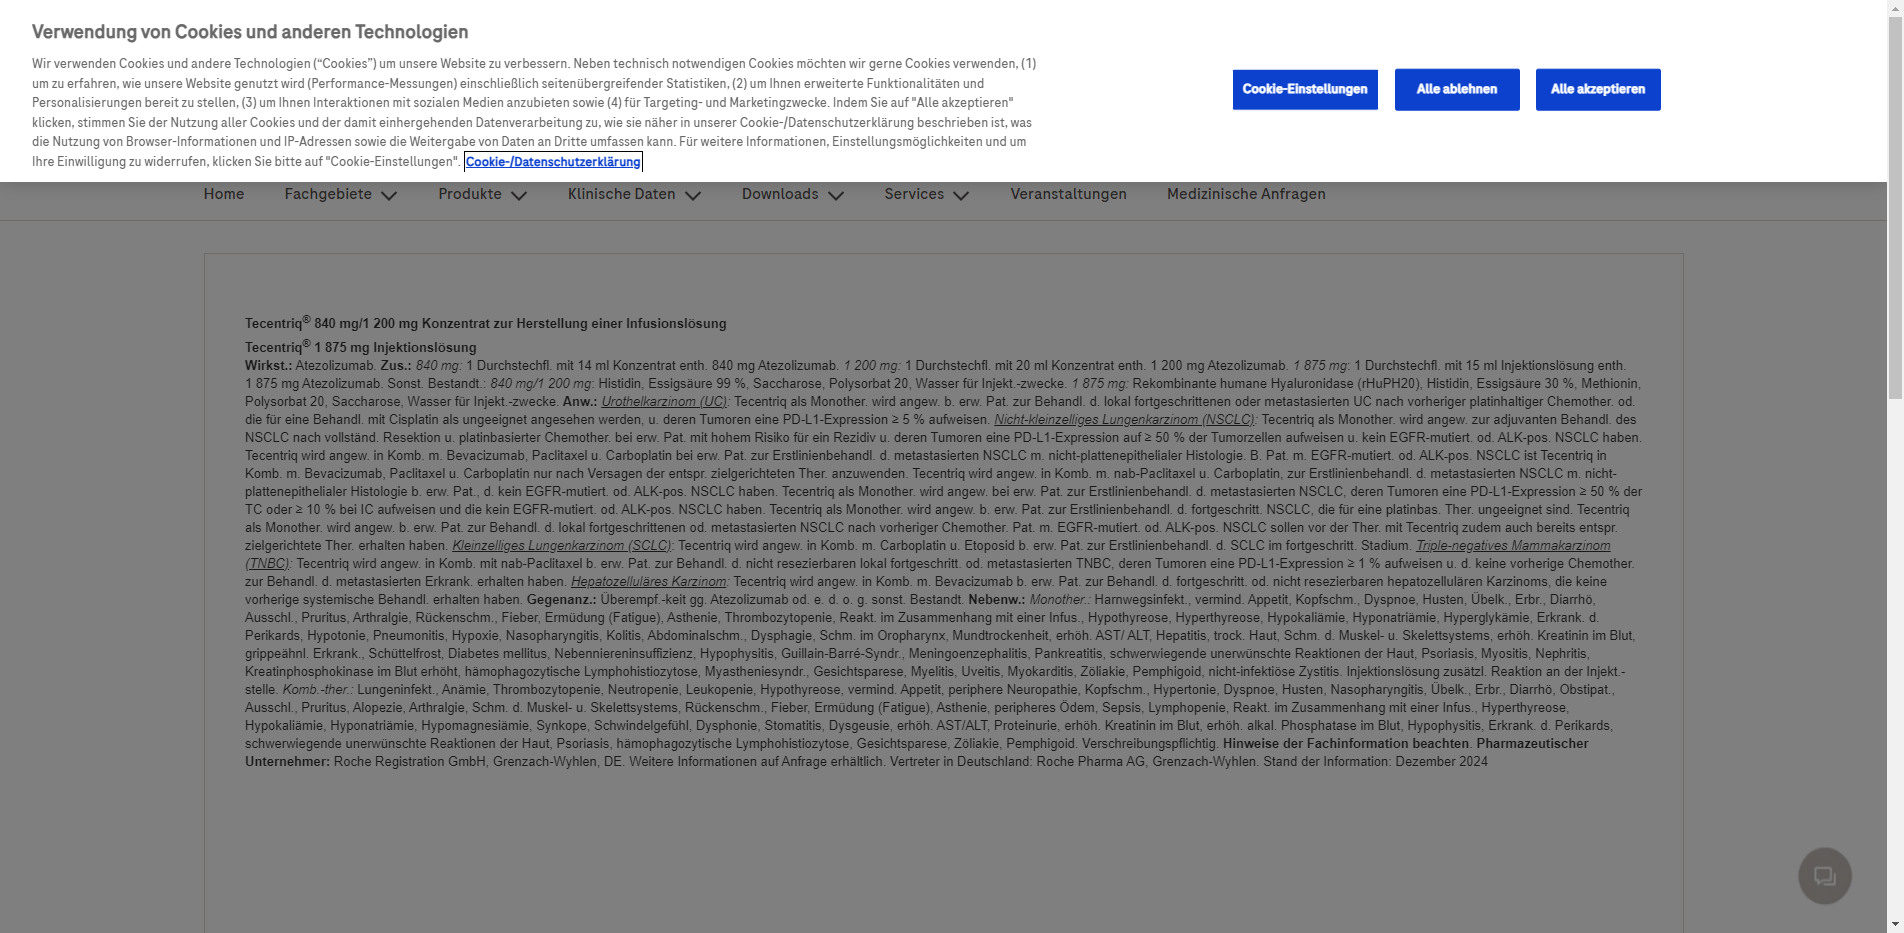 Verwendung von Cookies und anderen Technologien
Wir verwenden Cookies und andere Technologien (“Cookies”) um unsere Website zu verbessern. Neben technisch notwendigen Cookies möchten wir gerne Cookies verwenden, (1)
um zu erfahren, wie unsere Website genutzt wird (Performance-Messungen) einschließlich seitenübergreifender Statistiken, (2) um Ihnen erweiterte Funktionalitäten und
Personalisierungen bereit zu stellen, (3) um Ihnen Interaktionen mit sozialen Medien anzubieten sowie (4) für Targeting- und Marketingzwecke. Indem Sie auf "Alle akzeptieren"
klicken, stimmen Sie der Nutzung aller Cookies und der damit einhergehenden Datenverarbeitung zu, wie sie näher in unserer Cookie-/Datenschutzerklärung beschrieben ist, was
die Nutzung von Browser-Informationen und IP-Adressen sowie die Weitergabe von Daten an Dritte umfassen kann. Für weitere Informationen, Einstellungsmöglichkeiten und um
Ihre Einwilligung zu widerrufen, klicken Sie bitte auf "Cookie-Einstellungen". Cookie-/Datenschutzerklärung
Cookie-Einstellungen
Alle ablehnen
Alle akzeptieren
Home Fachgebiete Produkte Klinische Daten Downloads Services Veranstaltungen Medizinische Anfragen
Tecentriq® 840 mg/1 200 mg Konzentrat zur Herstellung einer Infusionslösung
Tecentriq® 1 875 mg Injektionslösung
Wirkst.: Atezolizumab. Zus.: 840 mg: 1 Durchstechfl. mit 14 ml Konzentrat enth. 840 mg Atezolizumab. 1 200 mg: 1 Durchstechfl. mit 20 ml Konzentrat enth. 1 200 mg Atezolizumab. 1 875 mg: 1 Durchstechfl. mit 15 ml Injektionslösung enth.
1 875 mg Atezolizumab. Sonst. Bestandt.: 840 mg/1 200 mg: Histidin, Essigsäure 99 %, Saccharose, Polysorbat 20, Wasser für Injekt.-zwecke. 1 875 mg: Rekombinante humane Hyaluronidase (rHuPH20), Histidin, Essigsäure 30 %, Methionin,
Polysorbat 20, Saccharose, Wasser für Injekt.-zwecke. Anw.: Urothelkarzinom (UC): Tecentriq als Monother. wird angew. b. erw. Pat. zur Behandl. d. lokal fortgeschrittenen oder metastasierten UC nach vorheriger platinhaltiger Chemother. od.
die für eine Behandl. mit Cisplatin als ungeeignet angesehen werden, u. deren Tumoren eine PD-L1-Expression ≥ 5 % aufweisen. Nicht-kleinzelliges Lungenkarzinom (NSCLC): Tecentriq als Monother. wird angew. zur adjuvanten Behandl. des
NSCLC nach vollständ. Resektion u. platinbasierter Chemother. bei erw. Pat. mit hohem Risiko für ein Rezidiv u. deren Tumoren eine PD-L1-Expression auf ≥ 50 % der Tumorzellen aufweisen u. kein EGFR-mutiert. od. ALK-pos. NSCLC haben.
Tecentriq wird angew. in Komb. m. Bevacizumab, Paclitaxel u. Carboplatin bei erw. Pat. zur Erstlinienbehandl. d. metastasierten NSCLC m. nicht-plattenepithelialer Histologie. B. Pat. m. EGFR-mutiert. od. ALK-pos. NSCLC ist Tecentriq in
Komb. m. Bevacizumab, Paclitaxel u. Carboplatin nur nach Versagen der entspr. zielgerichteten Ther. anzuwenden. Tecentriq wird angew. in Komb. m. nab-Paclitaxel u. Carboplatin, zur Erstlinienbehandl. d. metastasierten NSCLC m. nicht-
plattenepithelialer Histologie b. erw. Pat., d. kein EGFR-mutiert. od. ALK-pos. NSCLC haben. Tecentriq als Monother. wird angew. bei erw. Pat. zur Erstlinienbehandl. d. metastasierten NSCLC, deren Tumoren eine PD-L1-Expression ≥ 50 % der
TC oder ≥ 10 % bei IC aufweisen und die kein EGFR-mutiert. od. ALK-pos. NSCLC haben. Tecentriq als Monother. wird angew. b. erw. Pat. zur Erstlinienbehandl. d. fortgeschritt. NSCLC, die für eine platinbas. Ther. ungeeignet sind. Tecentriq
als Monother. wird angew. b. erw. Pat. zur Behandl. d. lokal fortgeschrittenen od. metastasierten NSCLC nach vorheriger Chemother. Pat. m. EGFR-mutiert. od. ALK-pos. NSCLC sollen vor der Ther. mit Tecentriq zudem auch bereits entspr.
zielgerichtete Ther. erhalten haben. Kleinzelliges Lungenkarzinom (SCLC): Tecentriq wird angew. in Komb. m. Carboplatin u. Etoposid b. erw. Pat. zur Erstlinienbehandl. d. SCLC im fortgeschritt. Stadium. Triple-negatives Mammakarzinom
(TNBC): Tecentriq wird angew. in Komb. mit nab-Paclitaxel b. erw. Pat. zur Behandl. d. nicht resezierbaren lokal fortgeschritt. od. metastasierten TNBC, deren Tumoren eine PD-L1-Expression ≥ 1 % aufweisen u. d. keine vorherige Chemother.
zur Behandl. d. metastasierten Erkrank. erhalten haben. Hepatozelluläres Karzinom: Tecentriq wird angew. in Komb. m. Bevacizumab b. erw. Pat. zur Behandl. d. fortgeschritt. od. nicht resezierbaren hepatozellulären Karzinoms, die keine
vorherige systemische Behandl. erhalten haben. Gegenanz.: Überempf.-keit gg. Atezolizumab od. e. d. o. g. sonst. Bestandt. Nebenw.: Monother.: Harnwegsinfekt., vermind. Appetit, Kopfschm., Dyspnoe, Husten, Übelk., Erbr., Diarrhö,
Ausschl., Pruritus, Arthralgie, Rückenschm., Fieber, Ermüdung (Fatigue), Asthenie, Thrombozytopenie, Reakt. im Zusammenhang mit einer Infus., Hypothyreose, Hyperthyreose, Hypokaliämie, Hyponatriämie, Hyperglykämie, Erkrank. d.
Perikards, Hypotonie, Pneumonitis, Hypoxie, Nasopharyngitis, Kolitis, Abdominalschm., Dysphagie, Schm. im Oropharynx, Mundtrockenheit, erhöh. AST/ ALT, Hepatitis, trock. Haut, Schm. d. Muskel- u. Skelettsystems, erhöh. Kreatinin im Blut,
grippeähnl. Erkrank., Schüttelfrost, Diabetes mellitus, Nebenniereninsuffizienz, Hypophysitis, Guillain-Barré-Syndr., Meningoenzephalitis, Pankreatitis, schwerwiegende unerwünschte Reaktionen der Haut, Psoriasis, Myositis, Nephritis,
Kreatinphosphokinase im Blut erhöht, hämophagozytische Lymphohistiozytose, Myastheniesyndr., Gesichtsparese, Myelitis, Uveitis, Myokarditis, Zöliakie, Pemphigoid, nicht-infektiöse Zystitis. Injektionslösung zusätzl. Reaktion an der Injekt.-
stelle. Komb.-ther.: Lungeninfekt., Anämie, Thrombozytopenie, Neutropenie, Leukopenie, Hypothyreose, vermind. Appetit, periphere Neuropathie, Kopfschm., Hypertonie, Dyspnoe, Husten, Nasopharyngitis, Übelk., Erbr., Diarrhö, Obstipat.,
Ausschl., Pruritus, Alopezie, Arthralgie, Schm. d. Muskel- u. Skelettsystems, Rückenschm., Fieber, Ermüdung (Fatigue), Asthenie, peripheres Ödem, Sepsis, Lymphopenie, Reakt. im Zusammenhang mit einer Infus., Hyperthyreose,
Hypokaliämie, Hyponatriämie, Hypomagnesiämie, Synkope, Schwindelgefühl, Dysphonie, Stomatitis, Dysgeusie, erhöh. AST/ALT, Proteinurie, erhöh. Kreatinin im Blut, erhöh. alkal. Phosphatase im Blut, Hypophysitis, Erkrank. d. Perikards,
schwerwiegende unerwünschte Reaktionen der Haut, Psoriasis, hämophagozytische Lymphohistiozytose, Gesichtsparese, Zöliakie, Pemphigoid. Verschreibungspflichtig. Hinweise der Fachinformation beachten. Pharmazeutischer
Unternehmer: Roche Registration GmbH, Grenzach-Wyhlen, DE. Weitere Informationen auf Anfrage erhältlich. Vertreter in Deutschland: Roche Pharma AG, Grenzach-Wyhlen. Stand der Information: Dezember 2024